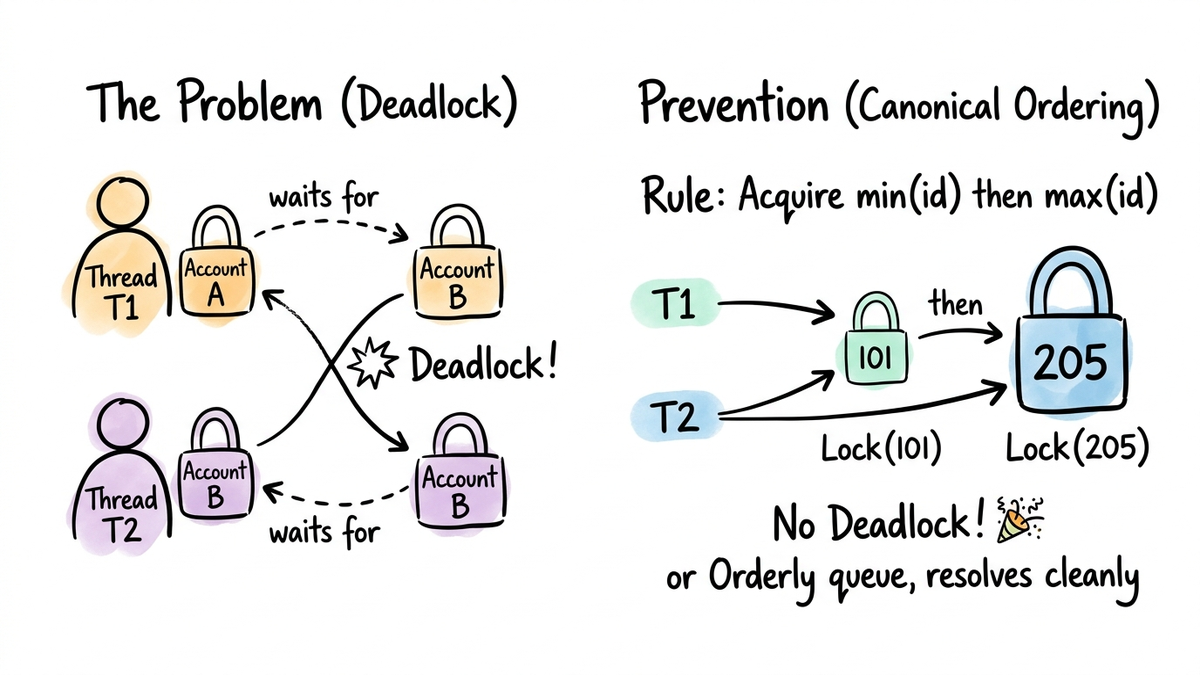 The Problem (Deadlock)
waits for
Thread
T1
Account
A
Account
B
Deadlock!
Thread
T2
Account
B
Account
B
waits for
Prevention (Canonical Ordering)
Rule: Acquire min(id) then max(id)
T1
then
101
205
T2
Lock(101)
Lock(205)
No Deadlock!
or Orderly queue, resolves cleanly